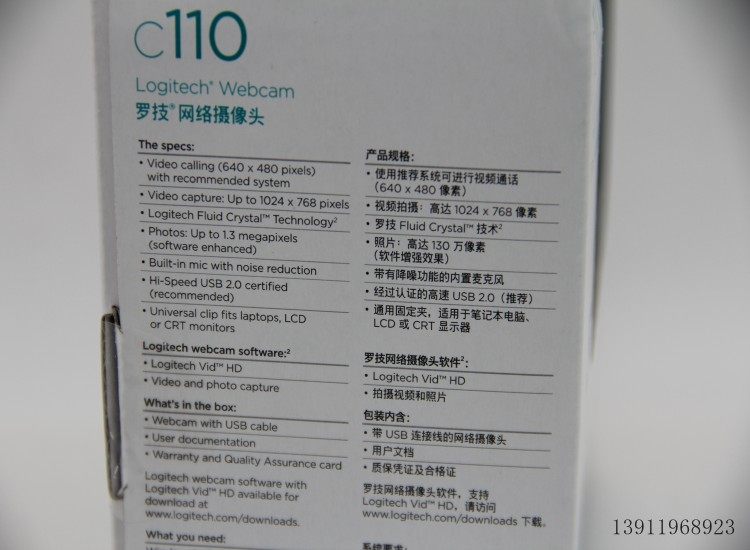 c110
Logitech® Webcam
罗技®网络摄像头
The specs:
• Video calling (640 x 480 pixels)
with recommended system
• Video capture: Up to 1024 x 768 pixels
• Logitech Fluid Crystal™ Technology²
• Photos: Up to 1.3 megapixels
(software enhanced)
• Built-in mic with noise reduction
• Hi-Speed USB 2.0 certified
(recommended)
• Universal clip fits laptops, LCD
or CRT monitors
Logitech webcam software:²
• Logitech Vid™ HD
• Video and photo capture
What's in the box:
• Webcam with USB cable
• User documentation
• Warranty and Quality Assurance card
Logitech webcam software with
Logitech Vid™ HD available for
download at
www.logitech.com/downloads.
What you need:
产品规格:
• 使用推荐系统可进行视频通话
(640 x 480 像素)
• 视频拍摄: 高达 1024 x 768 像素
• 罗技 Fluid Crystal™ 技术²
• 照片: 高达 130 万像素
(软件增强效果)
• 带有降噪功能的内置麦克风
• 经过认证的高速 USB 2.0 (推荐)
• 通用固定夹, 适用于笔记本电脑、
LCD 或 CRT 显示器
罗技网络摄像头软件²:
• Logitech Vid™ HD
• 拍摄视频和照片
包装内含:
• 带 USB 连接线的网络摄像头
• 用户文档
• 质保凭证及合格证
罗技网络摄像头软件, 支持
Logitech Vid™ HD, 请访问
www.logitech.com/downloads 下载。
系统要求:
13911968923